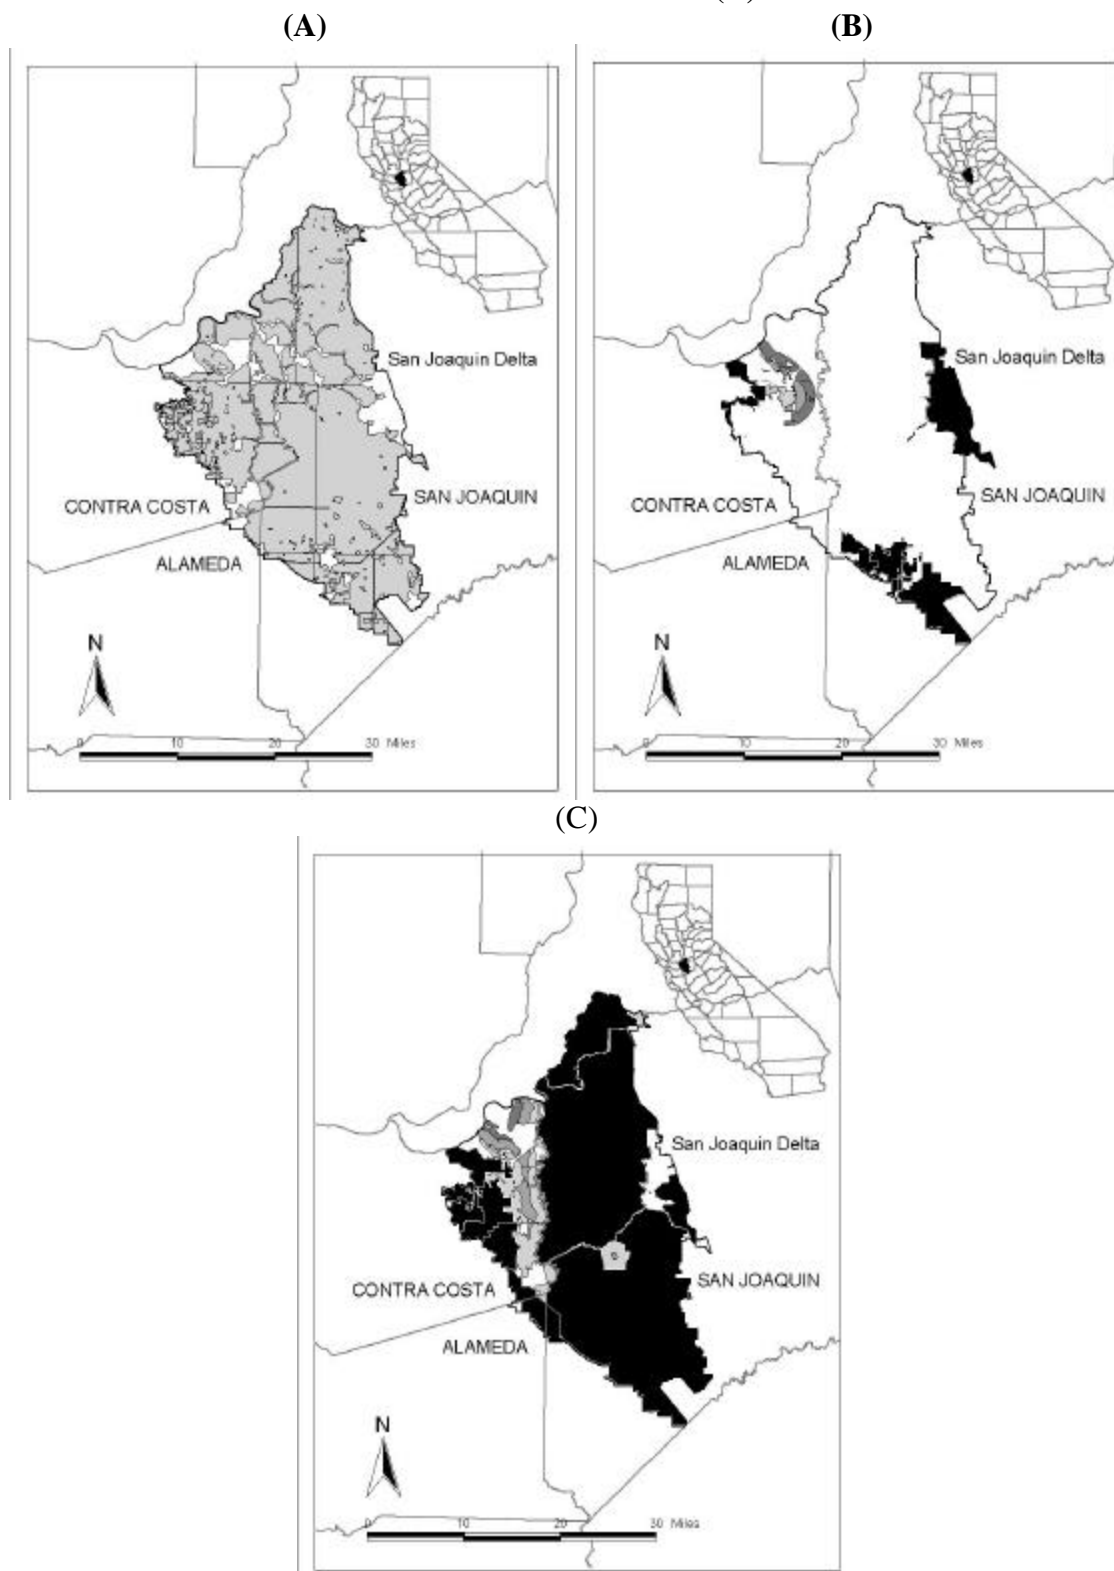 (A)
(B)
San Joaquin Delta
CONTRA COSTA
SAN JOAQUIN
ALAMEDA
N
0 10 20 30 Miles
San Joaquin Delta
CONTRA COSTA
SAN JOAQUIN
ALAMEDA
N
0 10 20 30 Miles
(C)
San Joaquin Delta
CONTRA COSTA
SAN JOAQUIN
ALAMEDA
N
0 10 20 30 Miles